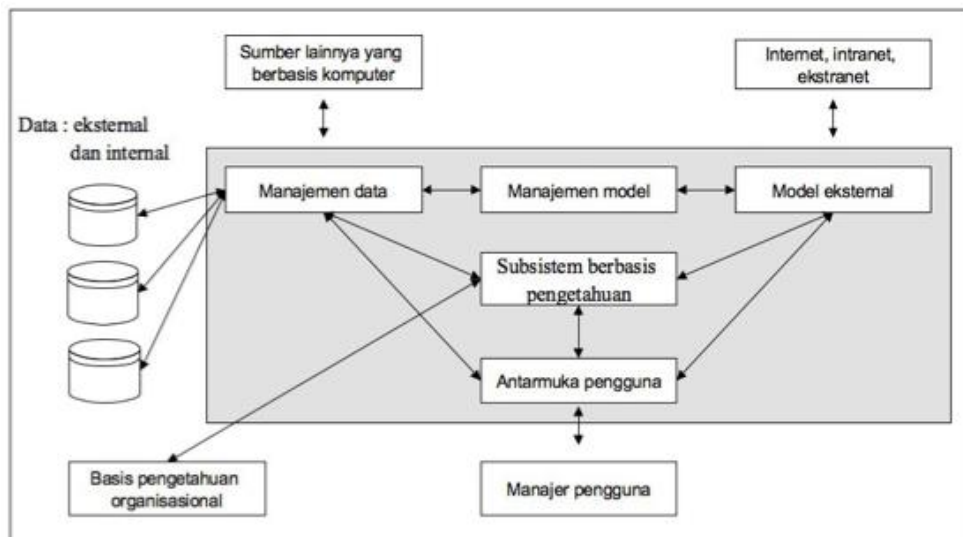 Sumber lainnya yang
berbasis komputer
Internet, intranet,
ekstranet
Data : eksternal
dan internal
Manajemen data
Manajemen model
Model eksternal
Subsistem berbasis
pengetahuan
Antarmuka pengguna
Basis pengetahuan
organisasional
Manajer pengguna